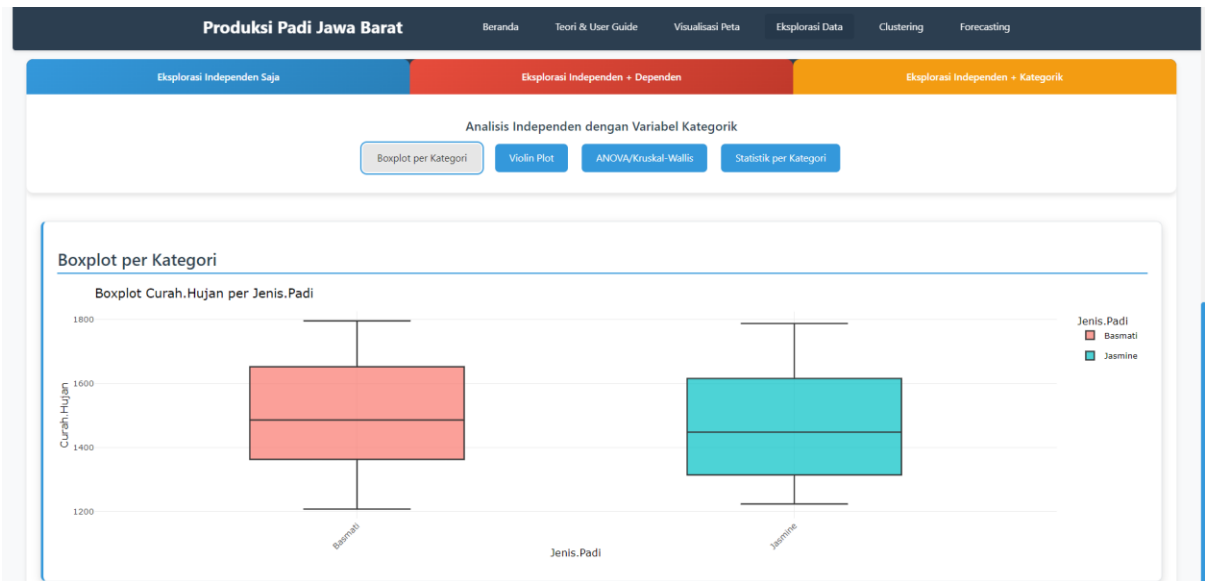 Produksi Padi Jawa Barat Beranda Teori & User Guide Visualisasi Peta Eksplorasi Data Clustering Forecasting
Eksplorasi Independen Saja Eksplorasi Independen + Dependen Eksplorasi Independen + Kategorik
Analisis Independen dengan Variabel Kategorik
Boxplot per Kategori Violin Plot ANOVA/Kruskal-Wallis Statistik per Kategori
Boxplot per Kategori
Boxplot Curah.Hujan per Jenis.Padi
1800
1600
1400
1200
Curah.Hujan
Basmati
Jasmine
Jenis.Padi
Jenis.Padi
Basmati
Jasmine